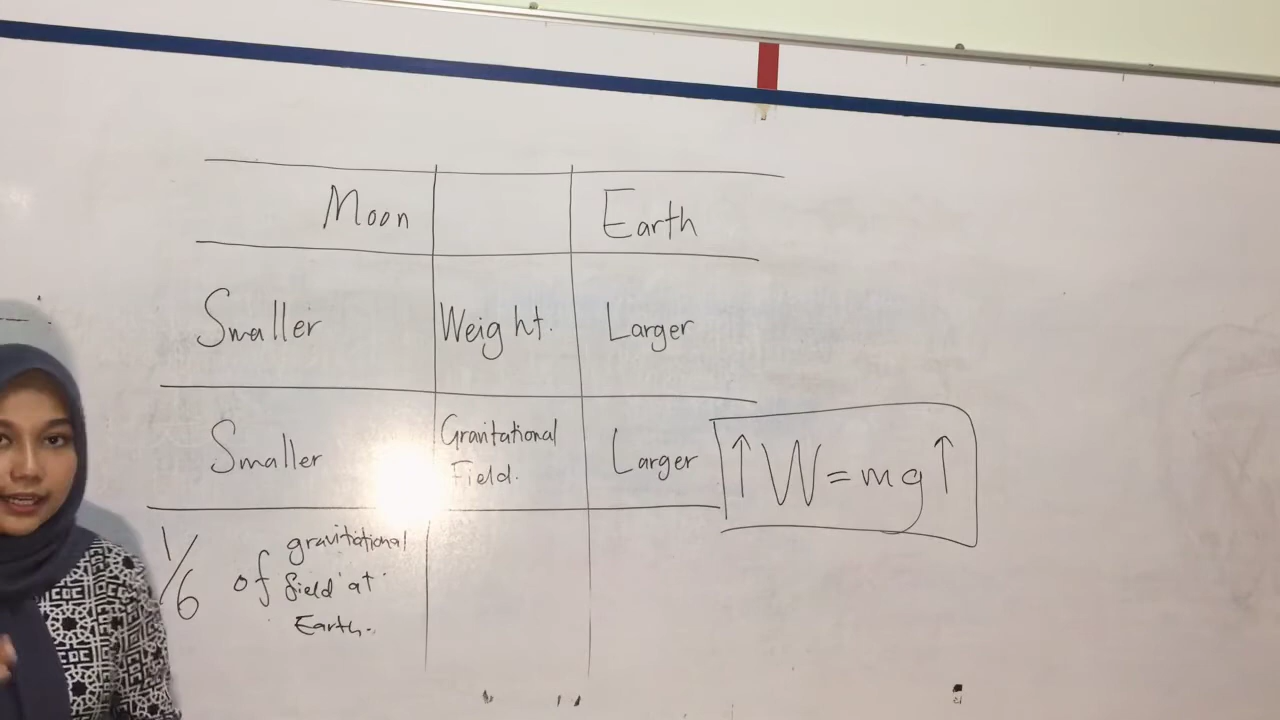 Moon Earth
Smaller Weight. Larger
Smaller Gravitational Field. Larger
↑W=mg↑
1/6 of gravitational
field at
Earth.